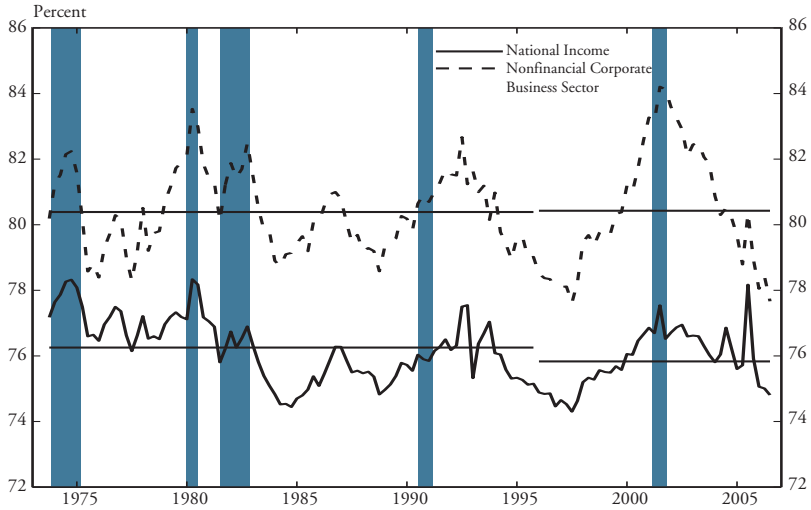 Percent
86 86
National Income
Nonfinancial Corporate
Business Sector
84 84
82 82
80 80
78 78
76 76
74 74
72 72
1975 1980 1985 1990 1995 2000 2005